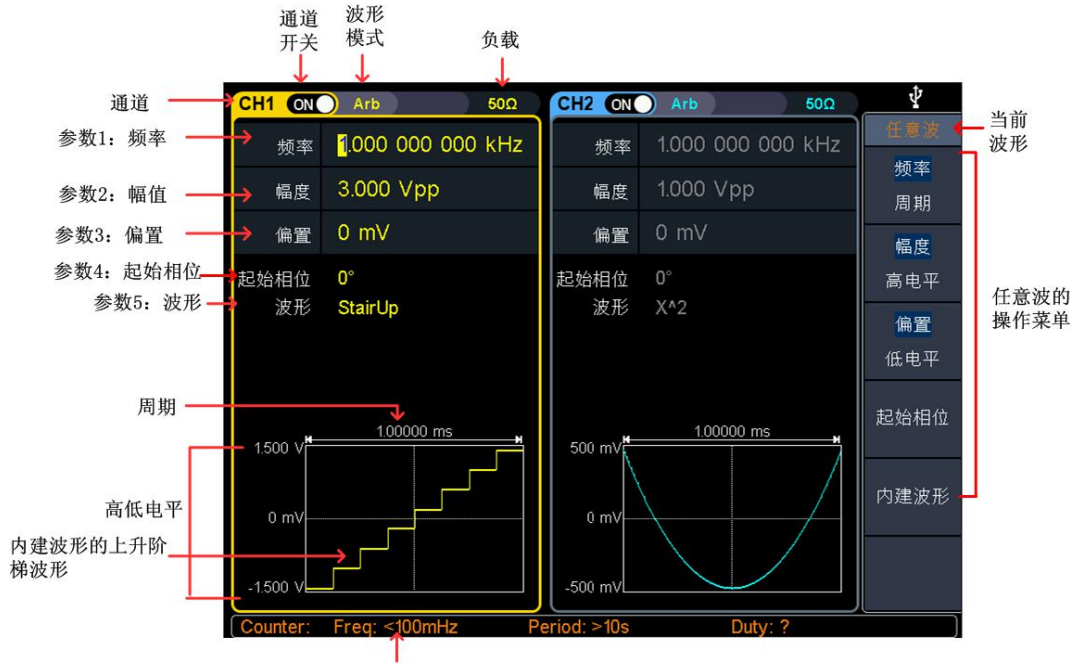 通道
开关
波形
模式
负载
通道
CH1 ON Arb 50Ω
CH2 ON Arb 50Ω
参数1：频率
频率 1.000 000 000 kHz
频率 1.000 000 000 kHz
任意波
当前
波形
参数2：幅值
幅度 3.000 Vpp
幅度 1.000 Vpp
频率
周期
参数3：偏置
偏置 0 mV
偏置 0 mV
幅度
高电平
参数4：起始相位
起始相位 0°
起始相位 0°
参数5：波形
波形 StairUp
波形 X^2
偏置
低电平
任意波的
操作菜单
起始相位
内建波形
周期
1.00000 ms
1.00000 ms
1.500 V
500 mV
高低电平
0 mV
0 mV
内建波形的上升阶
梯波形
-1.500 V
-500 mV
Counter: Freq: <100mHz Period: >10s Duty: ?